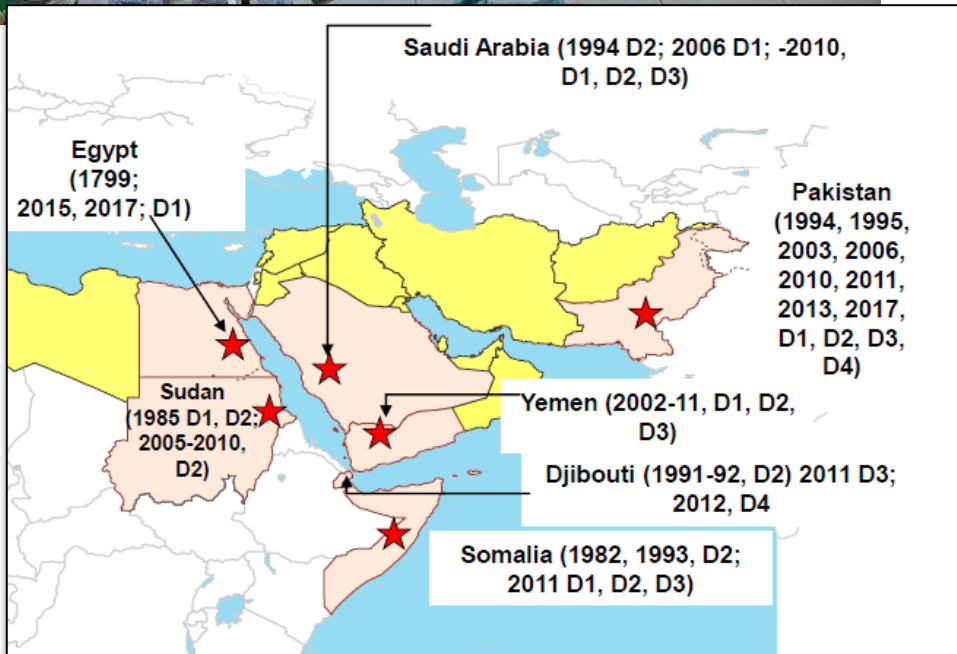 Saudi Arabia (1994 D2; 2006 D1; -2010,
D1, D2, D3)
Egypt
(1799;
2015, 2017; D1)
Pakistan
(1994, 1995,
2003, 2006,
2010, 2011,
2013, 2017,
D1, D2, D3,
D4)
Sudan
(1985 D1, D2;
2005-2010,
D2)
Yemen (2002-11, D1, D2,
D3)
Djibouti (1991-92, D2) 2011 D3;
2012, D4
Somalia (1982, 1993, D2;
2011 D1, D2, D3)